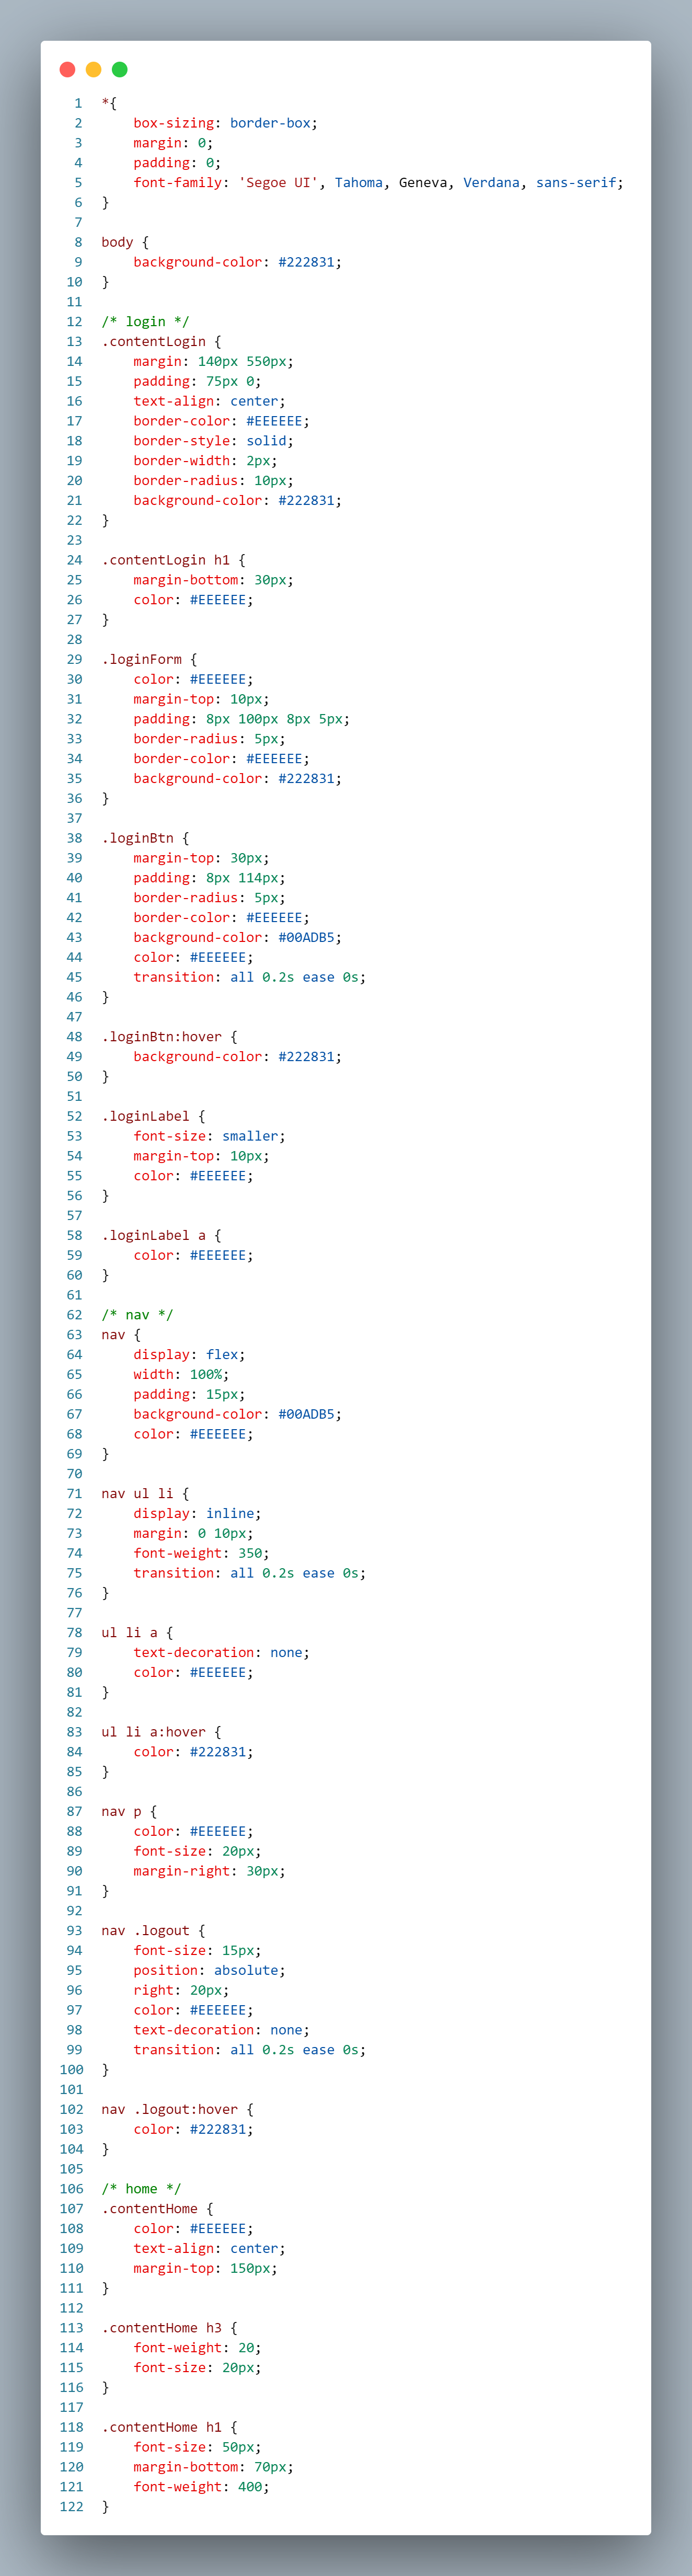 1 *{
2     box-sizing: border-box;
3     margin: 0;
4     padding: 0;
5     font-family: 'Segoe UI', Tahoma, Geneva, Verdana, sans-serif;
6 }
7
8 body {
9     background-color: #222831;
10 }
11
12 /* login */
13 .contentLogin {
14     margin: 140px 550px;
15     padding: 75px 0;
16     text-align: center;
17     border-color: #EEEEEE;
18     border-style: solid;
19     border-width: 2px;
20     border-radius: 10px;
21     background-color: #222831;
22 }
23
24 .contentLogin h1 {
25     margin-bottom: 30px;
26     color: #EEEEEE;
27 }
28
29 .loginForm {
30     color: #EEEEEE;
31     margin-top: 10px;
32     padding: 8px 100px 8px 5px;
33     border-radius: 5px;
34     border-color: #EEEEEE;
35     background-color: #222831;
36 }
37
38 .loginBtn {
39     margin-top: 30px;
40     padding: 8px 114px;
41     border-radius: 5px;
42     border-color: #EEEEEE;
43     background-color: #00ADB5;
44     color: #EEEEEE;
45     transition: all 0.2s ease 0s;
46 }
47
48 .loginBtn:hover {
49     background-color: #222831;
50 }
51
52 .loginLabel {
53     font-size: smaller;
54     margin-top: 10px;
55     color: #EEEEEE;
56 }
57
58 .loginLabel a {
59     color: #EEEEEE;
60 }
61
62 /* nav */
63 nav {
64     display: flex;
65     width: 100%;
66     padding: 15px;
67     background-color: #00ADB5;
68     color: #EEEEEE;
69 }
70
71 nav ul li {
72     display: inline;
73     margin: 0 10px;
74     font-weight: 350;
75     transition: all 0.2s ease 0s;
76 }
77
78 ul li a {
79     text-decoration: none;
80     color: #EEEEEE;
81 }
82
83 ul li a:hover {
84     color: #222831;
85 }
86
87 nav p {
88     color: #EEEEEE;
89     font-size: 20px;
90     margin-right: 30px;
91 }
92
93 nav .logout {
94     font-size: 15px;
95     position: absolute;
96     right: 20px;
97     color: #EEEEEE;
98     text-decoration: none;
99     transition: all 0.2s ease 0s;
100 }
101
102 nav .logout:hover {
103     color: #222831;
104 }
105
106 /* home */
107 .contentHome {
108     color: #EEEEEE;
109     text-align: center;
110     margin-top: 150px;
111 }
112
113 .contentHome h3 {
114     font-weight: 20;
115     font-size: 20px;
116 }
117
118 .contentHome h1 {
119     font-size: 50px;
120     margin-bottom: 70px;
121     font-weight: 400;
122 }